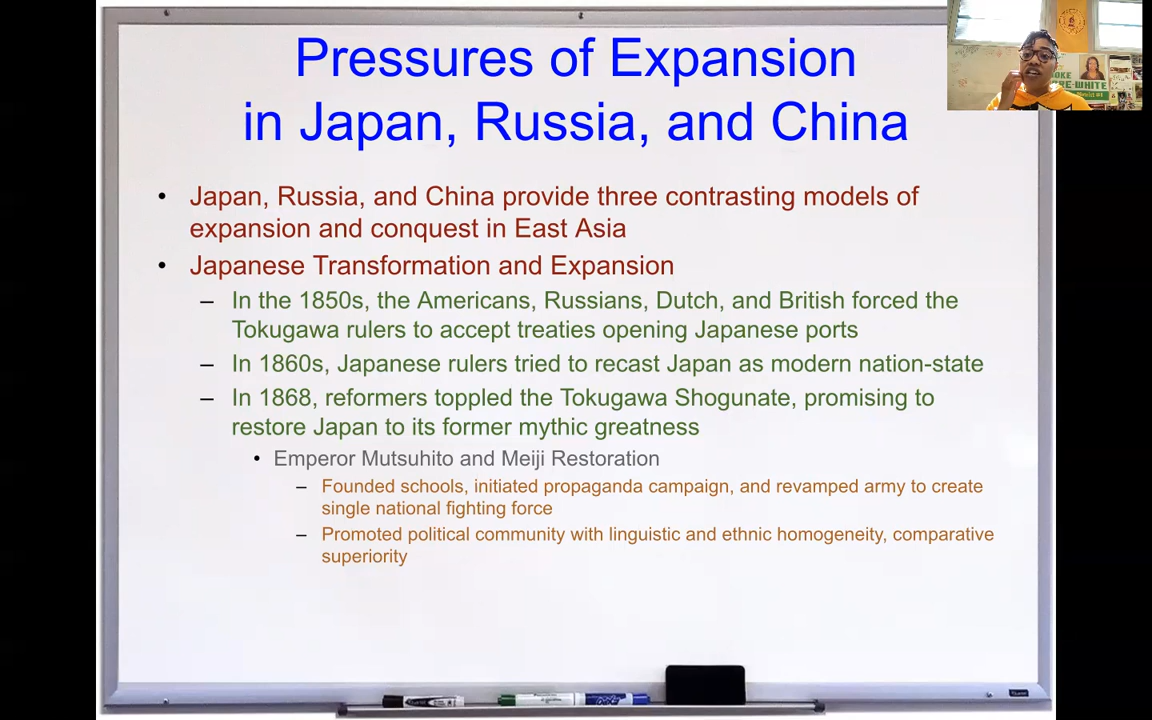 Pressures of Expansion
in Japan, Russia, and China
• Japan, Russia, and China provide three contrasting models of
expansion and conquest in East Asia
• Japanese Transformation and Expansion
– In the 1850s, the Americans, Russians, Dutch, and British forced the
Tokugawa rulers to accept treaties opening Japanese ports
– In 1860s, Japanese rulers tried to recast Japan as modern nation-state
– In 1868, reformers toppled the Tokugawa Shogunate, promising to
restore Japan to its former mythic greatness
• Emperor Mutsuhito and Meiji Restoration
– Founded schools, initiated propaganda campaign, and revamped army to create
single national fighting force
– Promoted political community with linguistic and ethnic homogeneity, comparative
superiority